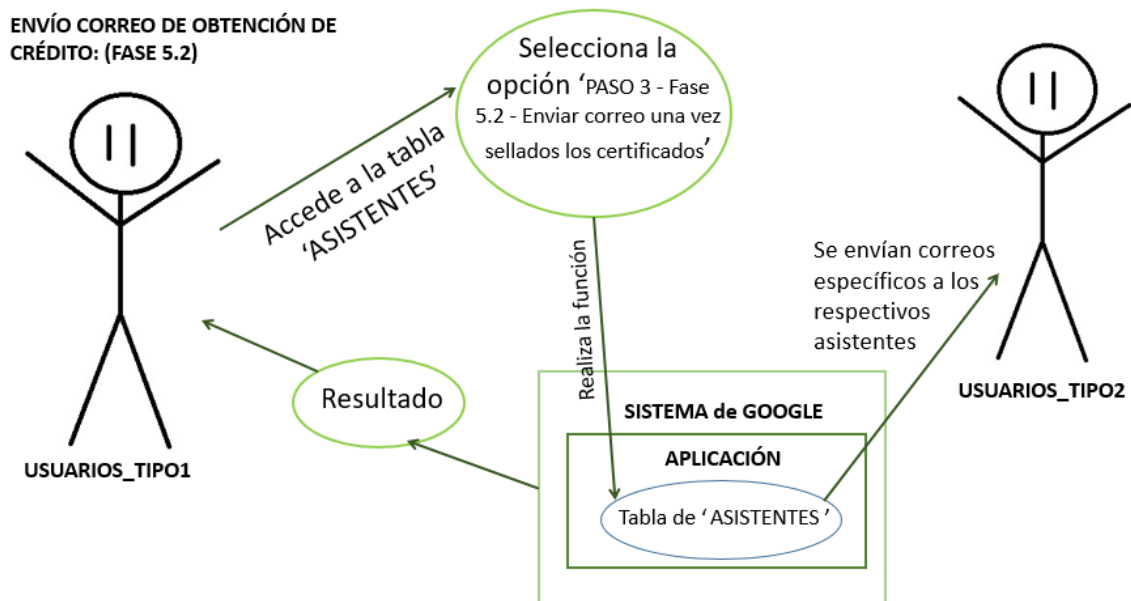 ENVÍO CORREO DE OBTENCIÓN DE
CRÉDITO: (FASE 5.2)
Selecciona la
opción ‘PASO 3 - Fase
5.2 - Enviar correo una vez
sellados los certificados’
Accede a la tabla
‘ASISTENTES’
Realiza la función
Se envían correos
específicos a los
respectivos
asistentes
Resultado
SISTEMA de GOOGLE
APLICACIÓN
Tabla de ‘ ASISTENTES ’
USUARIOS_TIPO1
USUARIOS_TIPO2